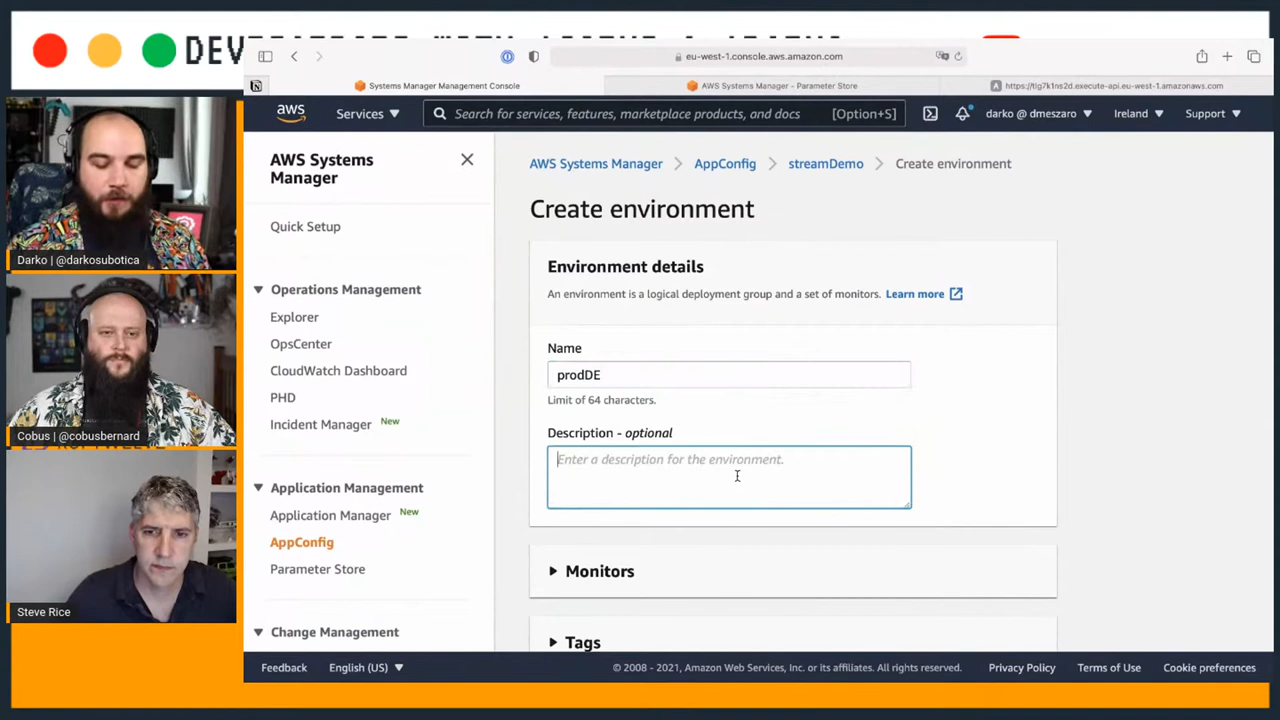 eu-west-1.console.aws.amazon.com
Systems Manager Management Console
AWS Systems Manager - Parameter Store
https://tlg7k1ns2d.execute-api.eu-west-1.amazonaws.com
aws
Services
Search for services, features, marketplace products, and docs
[Option+S]
darko @ dmeszaro
Ireland
Support
AWS Systems
Manager
Quick Setup
Operations Management
Explorer
OpsCenter
CloudWatch Dashboard
PHD
Incident Manager New
Application Management
Application Manager New
AppConfig
Parameter Store
Change Management
AWS Systems Manager > AppConfig > streamDemo > Create environment
Create environment
Environment details
An environment is a logical deployment group and a set of monitors. Learn more
Name
prodDE
Limit of 64 characters.
Description - optional
Enter a description for the environment.
Monitors
Tags
Feedback
English (US)
© 2008 - 2021, Amazon Web Services, Inc. or its affiliates. All rights reserved.
Privacy Policy
Terms of Use
Cookie preferences
Darko | @darkosubotica
Cobus | @cobusbernard
Steve Rice